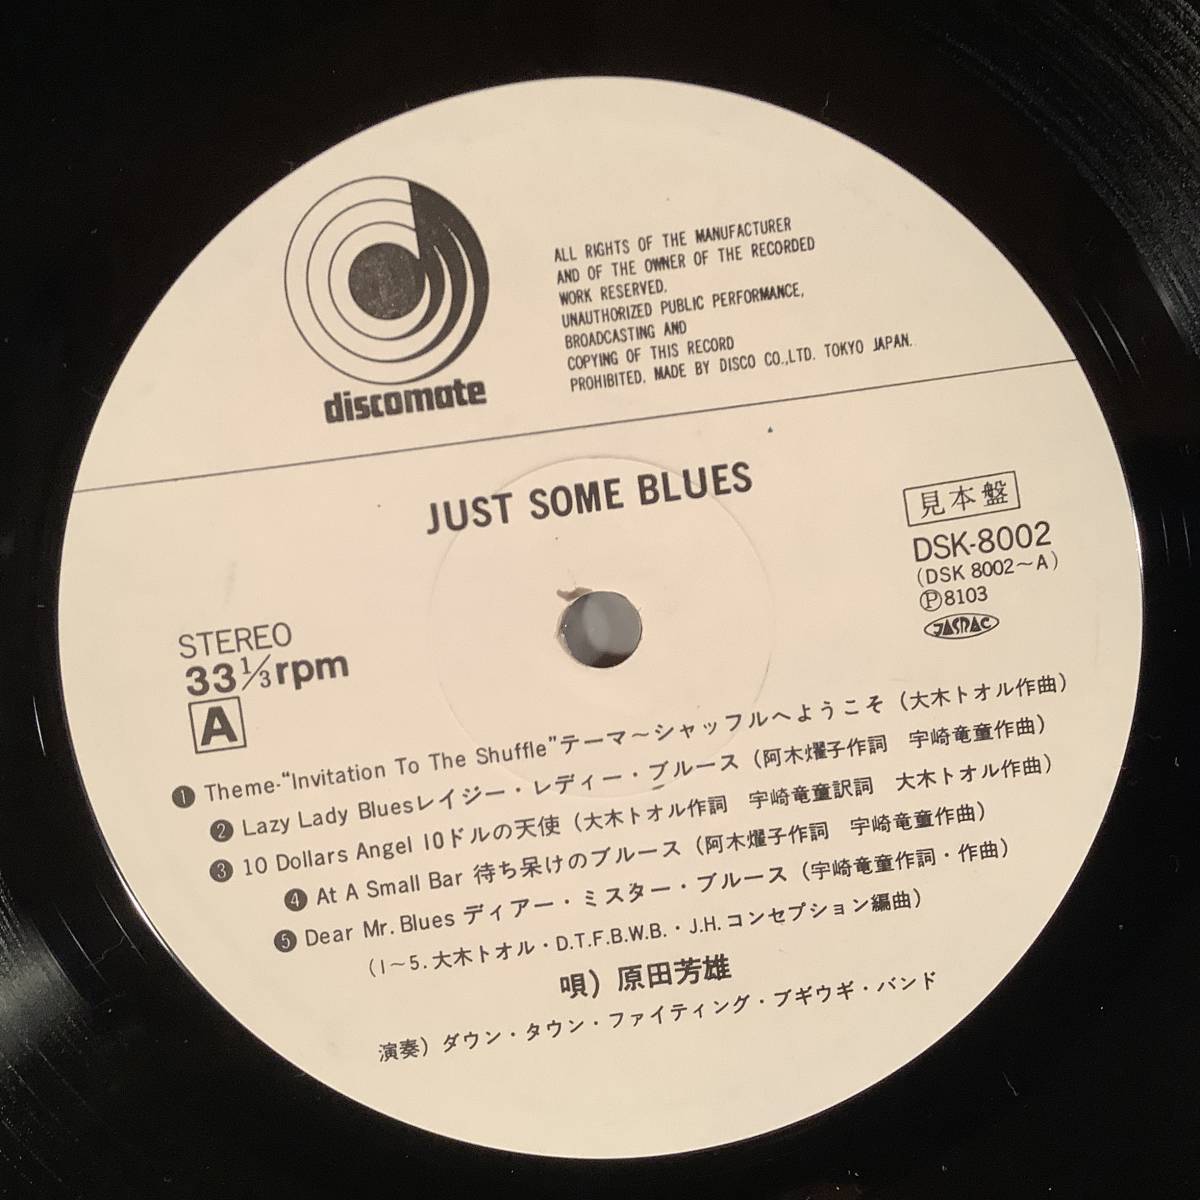 discomate
ALL RIGHTS OF THE MANUFACTURER
AND OF THE OWNER OF THE RECORDED
WORK RESERVED.
UNAUTHORIZED PUBLIC PERFORMANCE,
BROADCASTING AND
COPYING OF THIS RECORD
PROHIBITED. MADE BY DISCO CO.,LTD. TOKYO JAPAN.
JUST SOME BLUES
見本盤
DSK-8002
(DSK 8002~A)
Ⓟ8103
JASRAC
STEREO
33 1/3 rpm
A
❶ Theme-“Invitation To The Shuffle”テーマ〜シャッフルへようこそ（大木トオル作曲）
❷ Lazy Lady Bluesレイジー・レディー・ブルース（阿木燿子作詞 宇崎竜童作曲）
❸ 10 Dollars Angel 10ドルの天使（大木トオル作詞 宇崎竜童訳詞 大木トオル作曲）
❹ At A Small Bar 待ち呆けのブルース（阿木燿子作詞 宇崎竜童作曲）
❺ Dear Mr. Blues ディアー・ミスター・ブルース（宇崎竜童作詞・作曲）
（1〜5. 大木トオル・D.T.F.B.W.B.・J.H.コンセプション編曲）
唄）原田芳雄
演奏）ダウン・タウン・ファイティング・ブギウギ・バンド